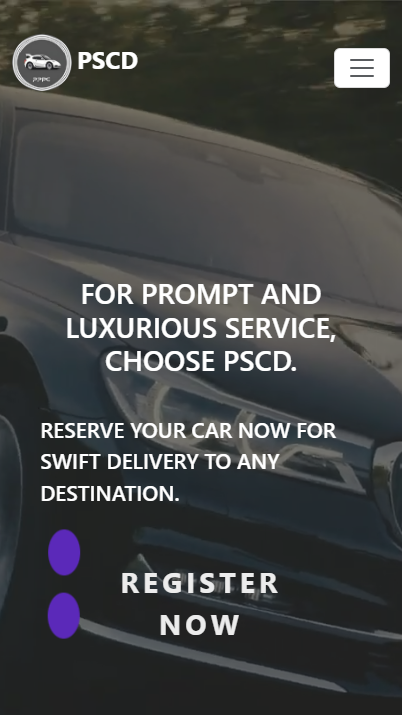 PSCD
FOR PROMPT AND
LUXURIOUS SERVICE,
CHOOSE PSCD.
RESERVE YOUR CAR NOW FOR
SWIFT DELIVERY TO ANY
DESTINATION.
REGISTER
NOW